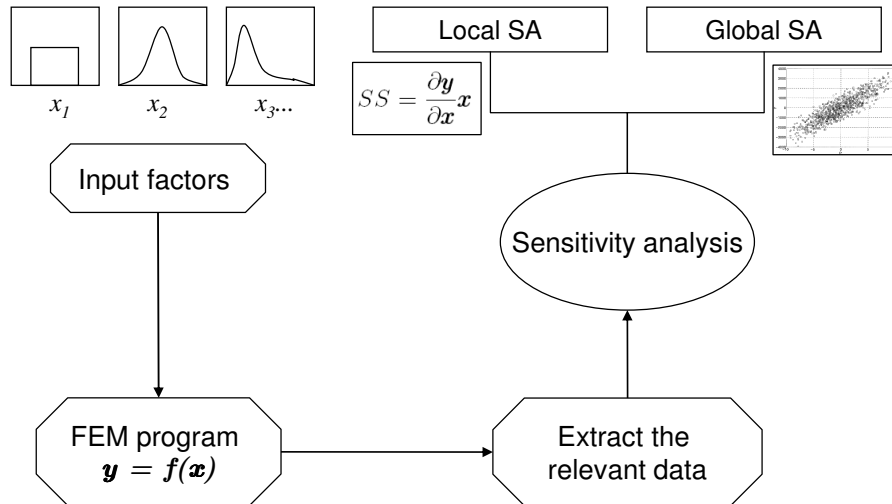 Local SA
Global SA
SS = ∂y/∂x x
x1
x2
x3...
Input factors
Sensitivity analysis
FEM program
y = f(x)
Extract the
relevant data